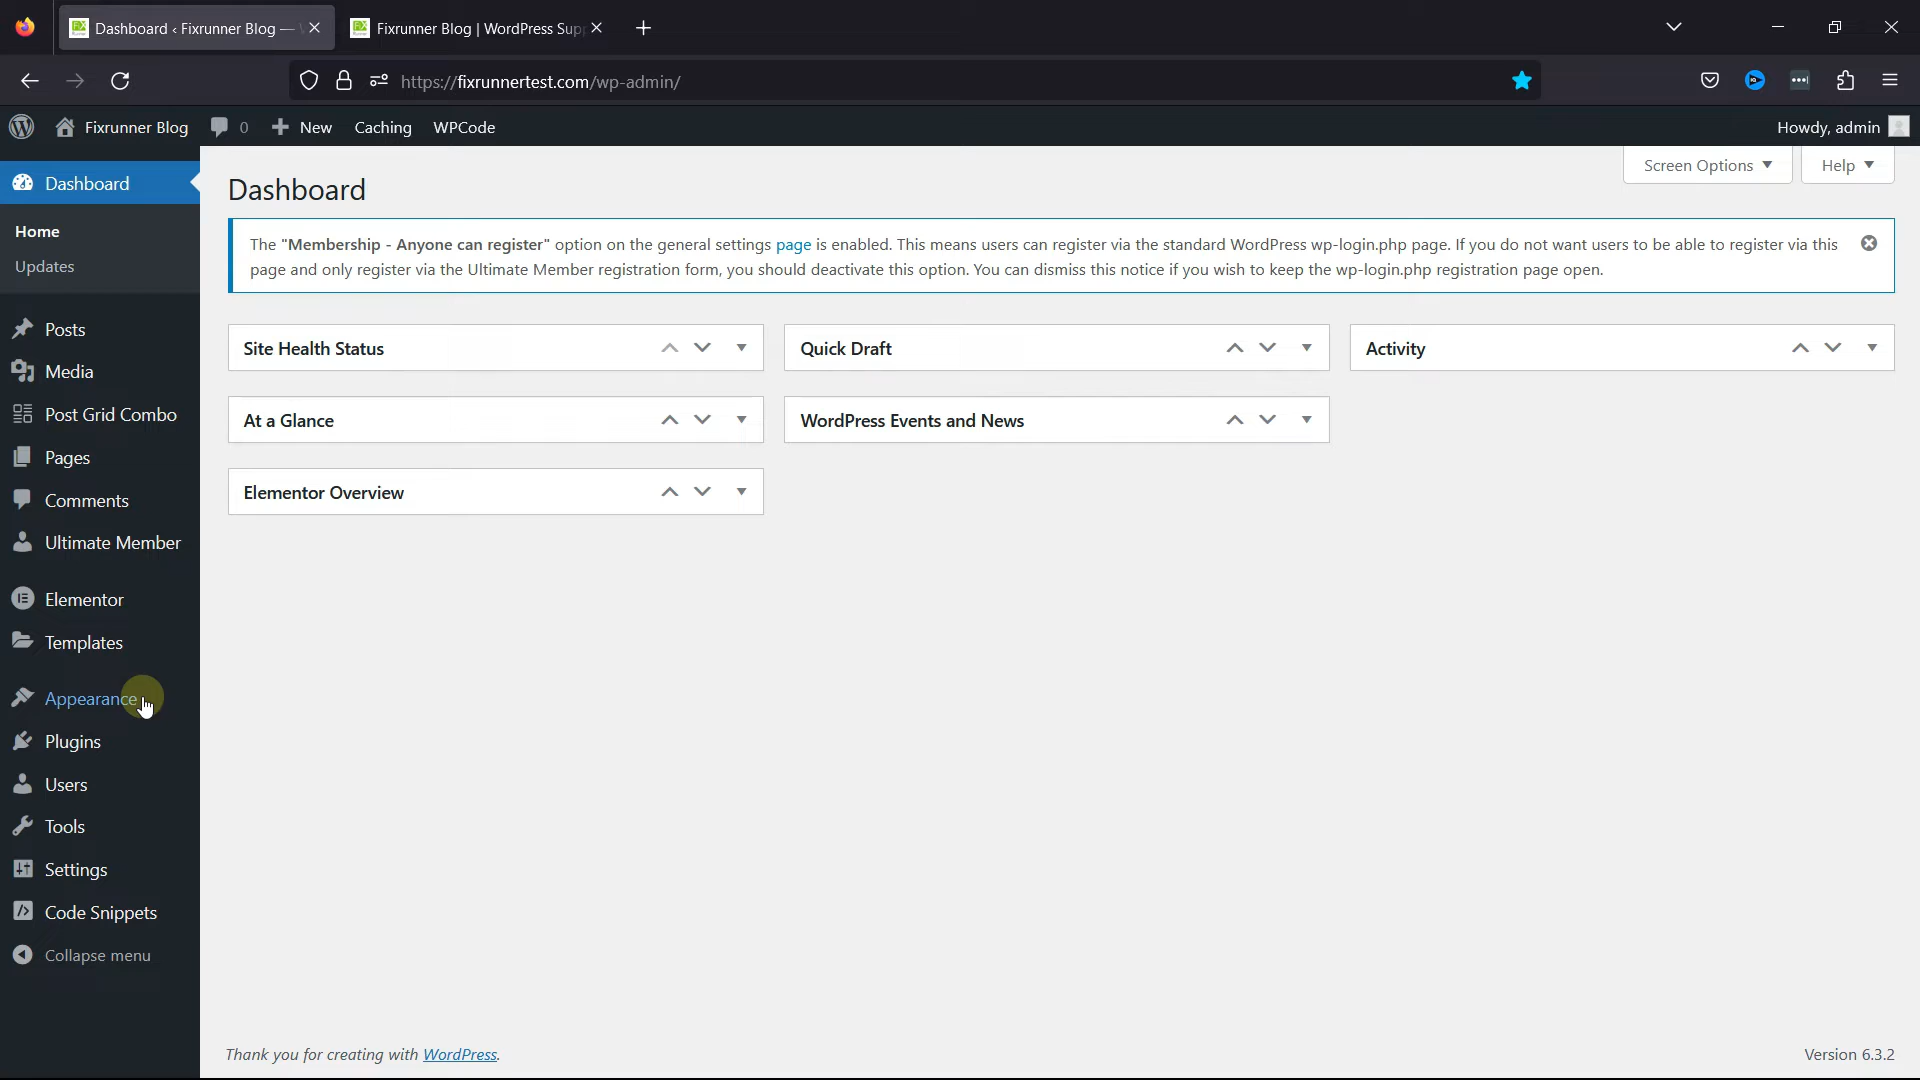 Dashboard ‹ Fixrunner Blog —
Fixrunner Blog | WordPress Sup
https://fixrunnertest.com/wp-admin/
Fixrunner Blog
0
New
Caching
WPCode
Howdy, admin
Dashboard
Home
Updates
Posts
Media
Post Grid Combo
Pages
Comments
Ultimate Member
Elementor
Templates
Appearance
Plugins
Users
Tools
Settings
Code Snippets
Collapse menu
Screen Options
Help
Dashboard
The "Membership - Anyone can register" option on the general settings page is enabled. This means users can register via the standard WordPress wp-login.php page. If you do not want users to be able to register via this
page and only register via the Ultimate Member registration form, you should deactivate this option. You can dismiss this notice if you wish to keep the wp-login.php registration page open.
Site Health Status
Quick Draft
Activity
At a Glance
WordPress Events and News
Elementor Overview
Thank you for creating with WordPress.
Version 6.3.2